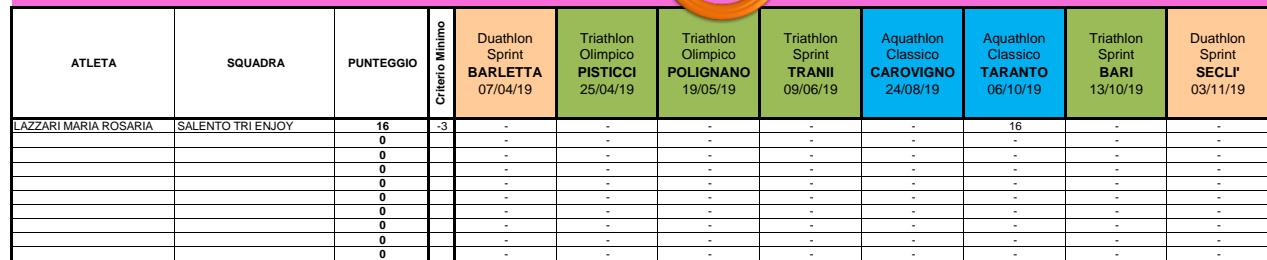 ATLETA SQUADRA PUNTEGGIO Criterio Minimo Duathlon Sprint BARLETTA 07/04/19 Triathlon Olimpico PISTICCI 25/04/19 Triathlon Olimpico POLIGNANO 19/05/19 Triathlon Sprint TRANII 09/06/19 Aquathlon Classico CAROVIGNO 24/08/19 Aquathlon Classico TARANTO 06/10/19 Triathlon Sprint BARI 13/10/19 Duathlon Sprint SECLI' 03/11/19
LAZZARI MARIA ROSARIA SALENTO TRI ENJOY 16 -3 - - - - - 16 - -
0 - - - - - - - -
0 - - - - - - - -
0 - - - - - - - -
0 - - - - - - - -
0 - - - - - - - -
0 - - - - - - - -
0 - - - - - - - -
0 - - - - - - - -
0 - - - - - - - -